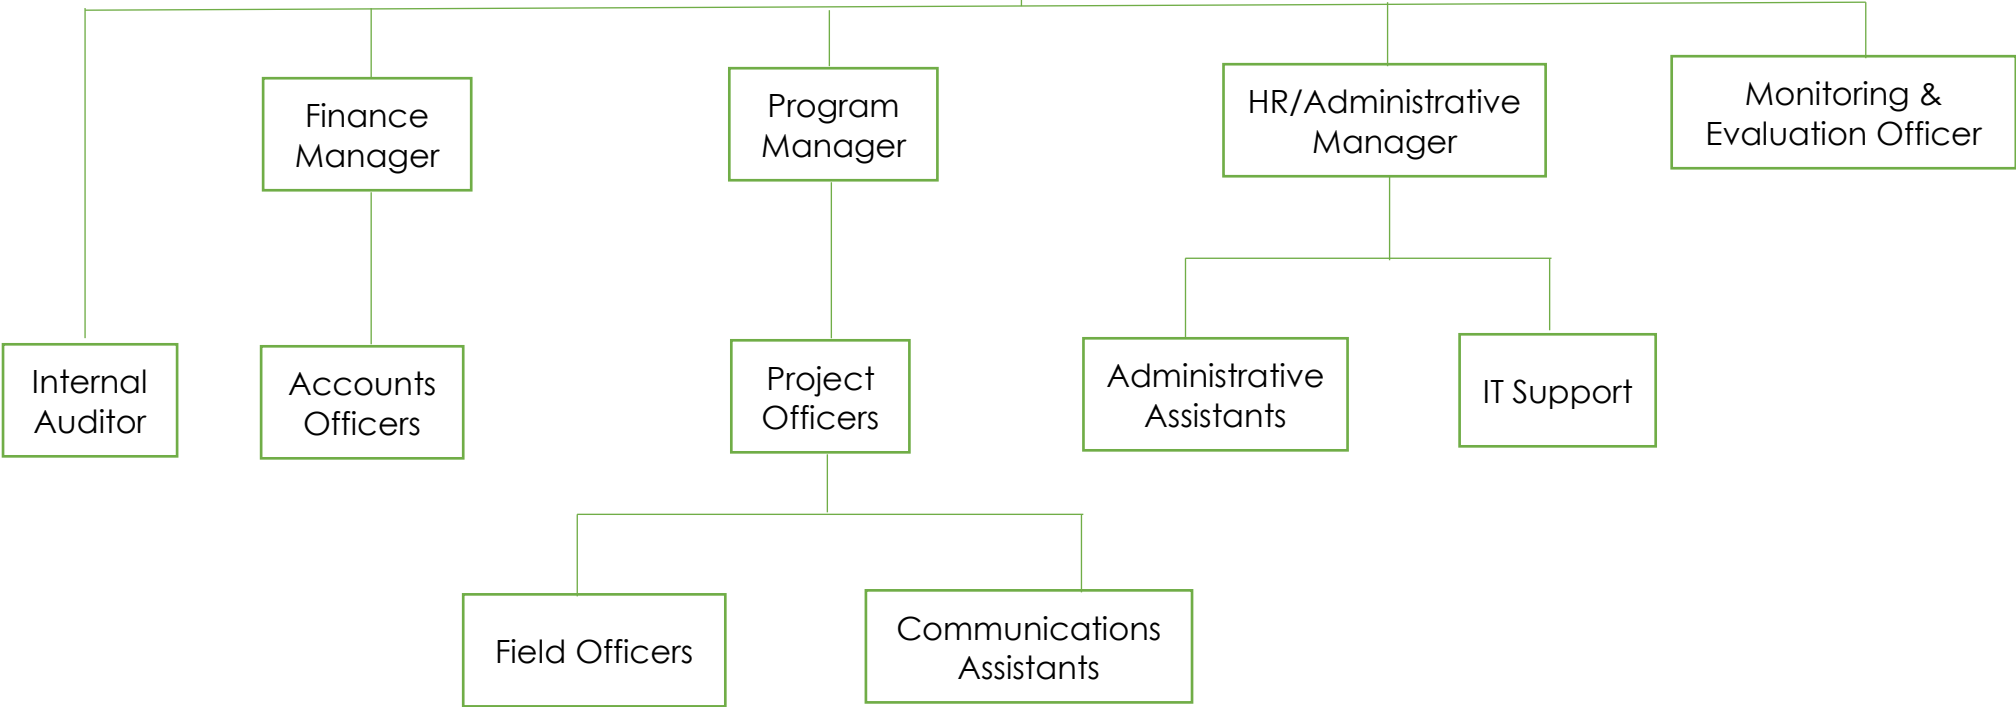 Finance
Manager
Program
Manager
HR/Administrative
Manager
Monitoring &
Evaluation Officer
Internal
Auditor
Accounts
Officers
Project
Officers
Administrative
Assistants
IT Support
Field Officers
Communications
Assistants